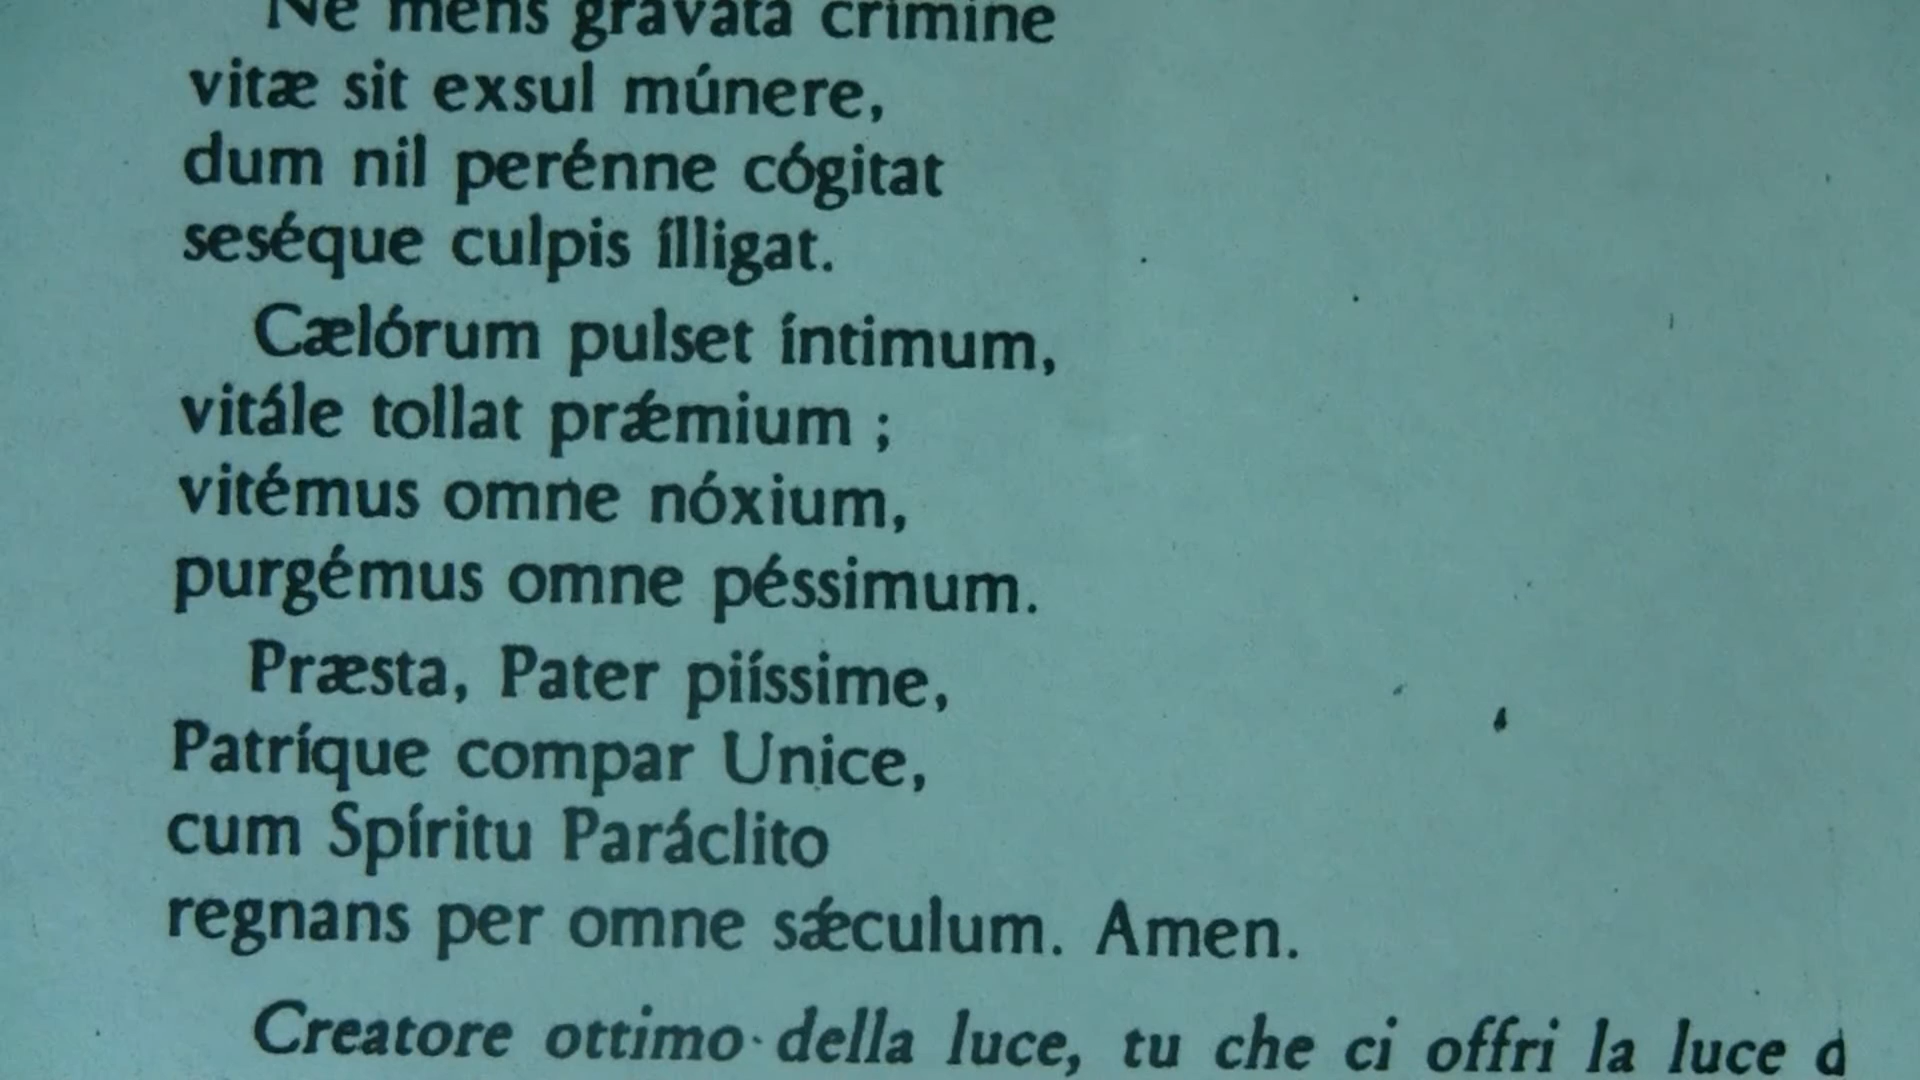 Ne mens gravata crimine
vitæ sit exsul múnere,
dum nil perénne cógitat
seséque culpis ílligat.
Cælórum pulset íntimum,
vitále tollat prǽmium ;
vitémus omne nóxium,
purgémus omne péssimum.
Præsta, Pater piíssime,
Patríque compar Unice,
cum Spíritu Paráclito
regnans per omne sǽculum. Amen.
Creatore ottimo della luce, tu che ci offri la luce d